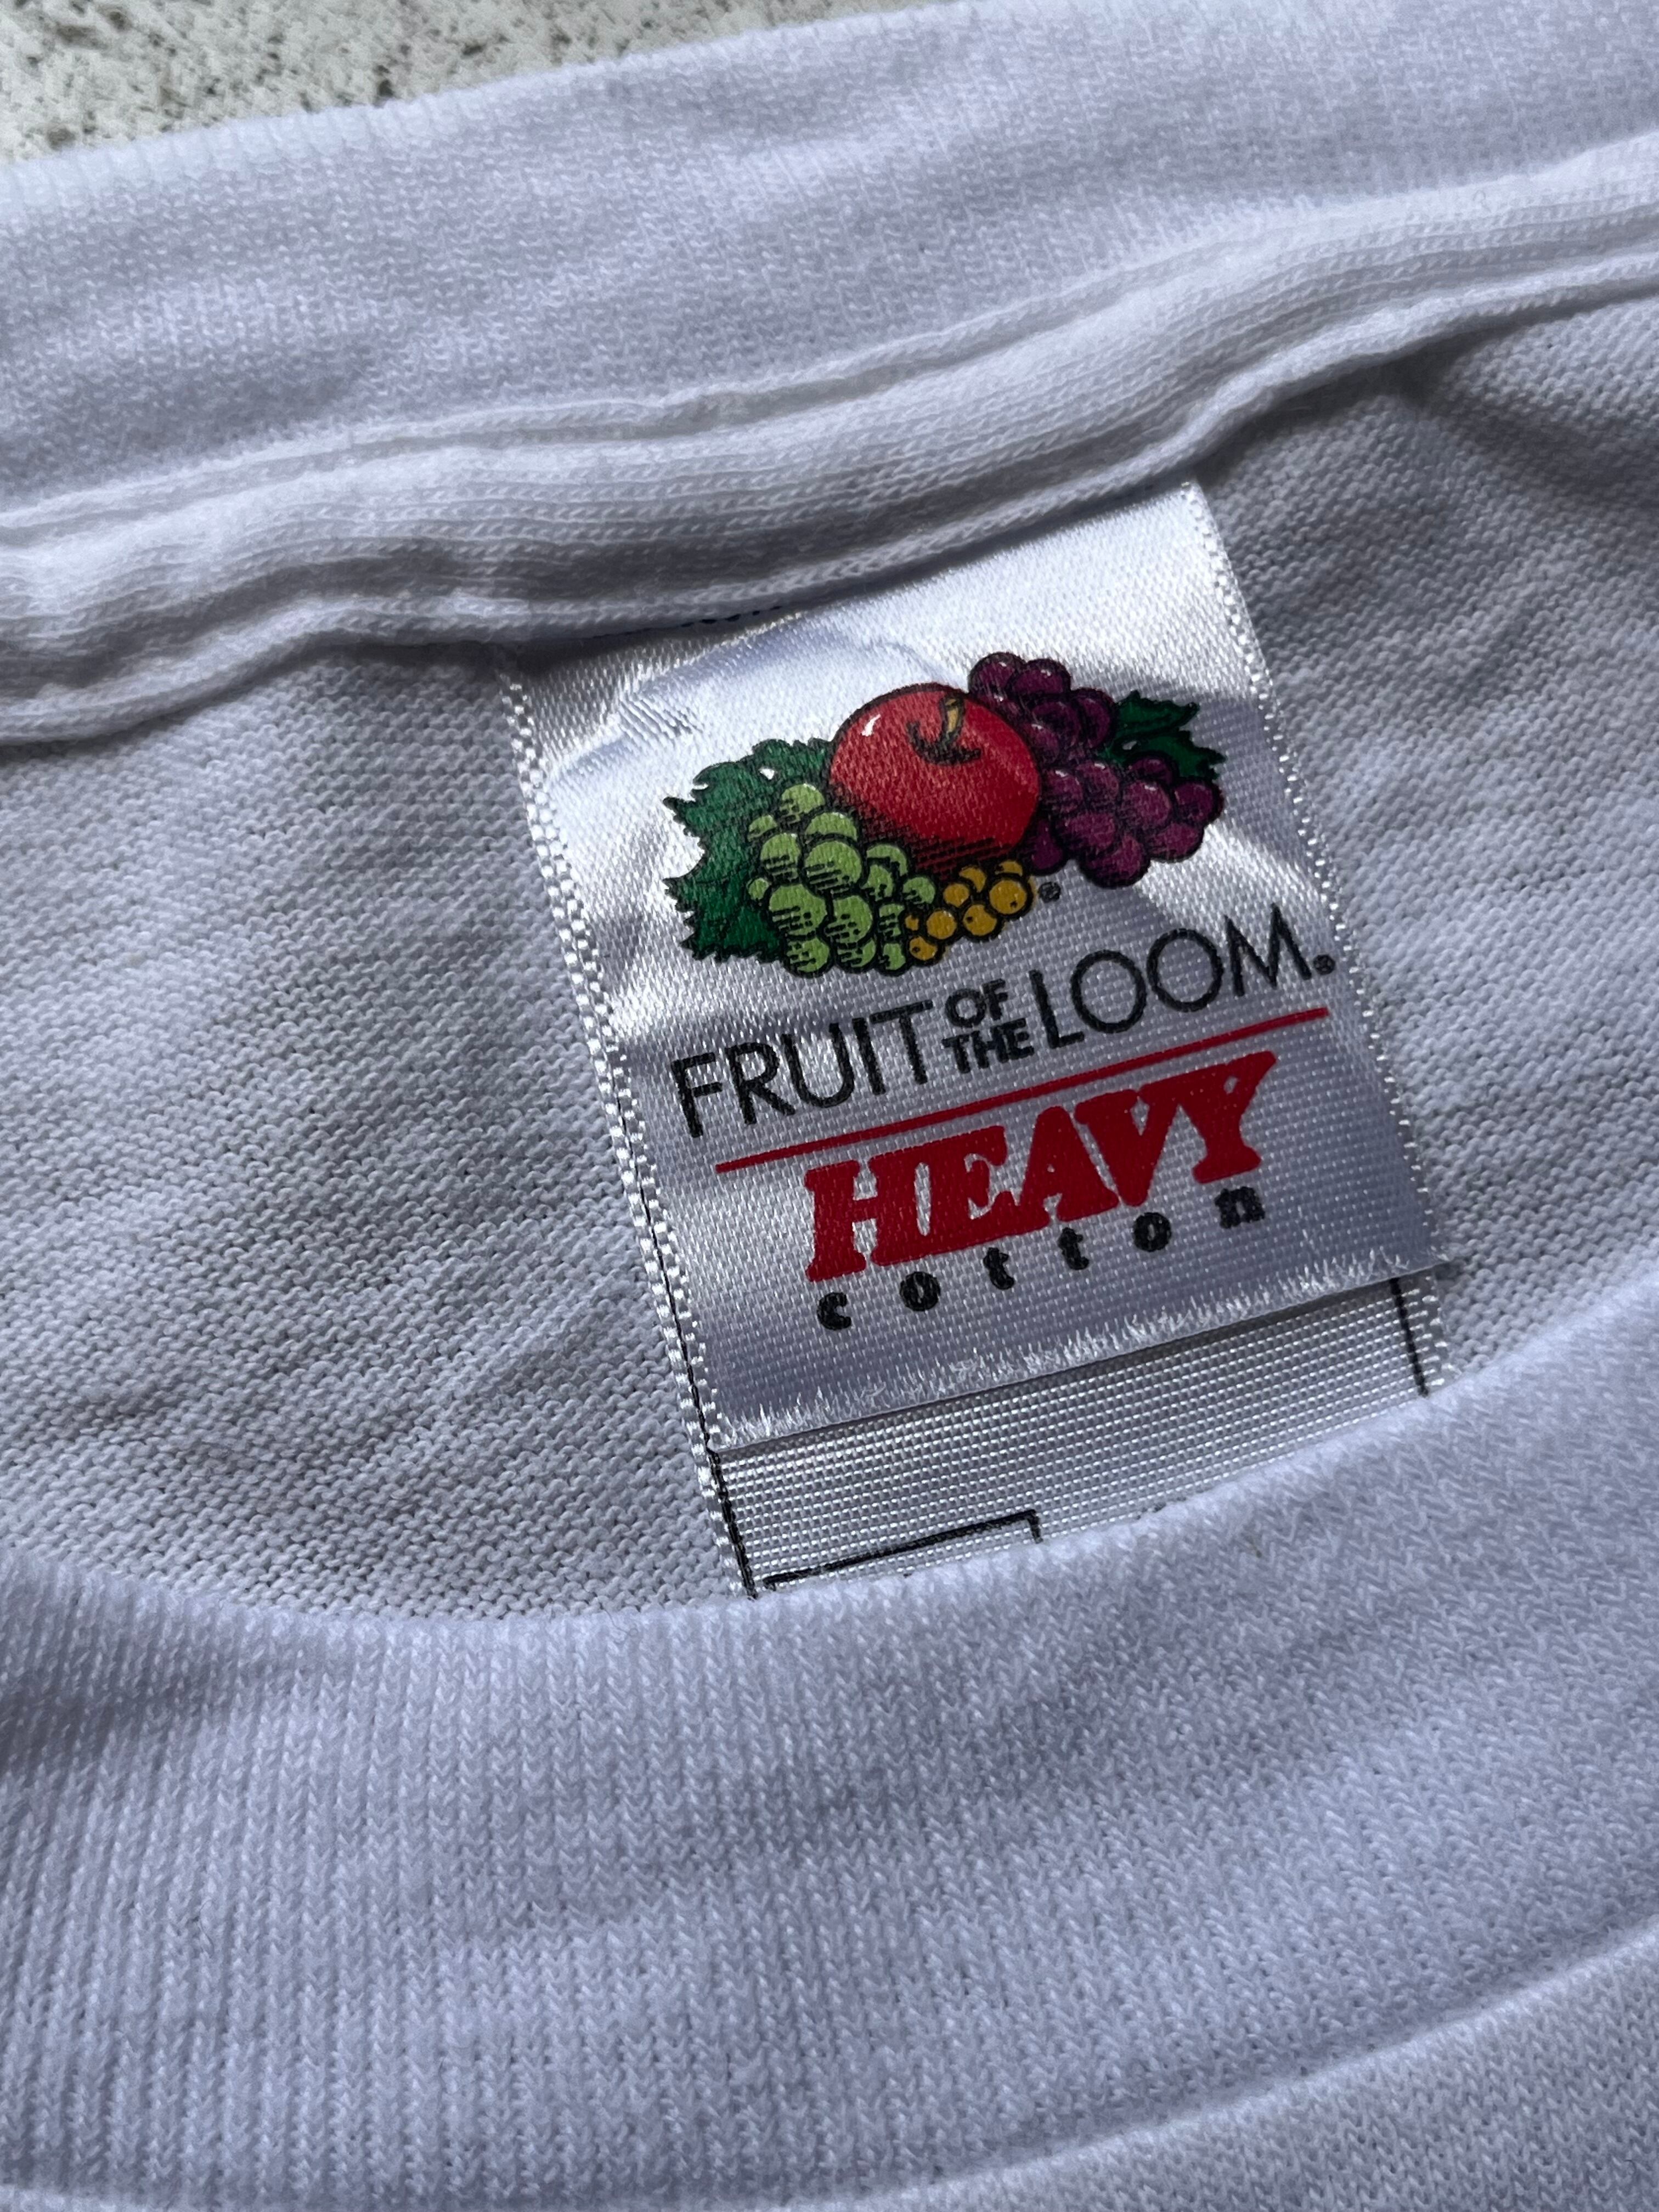 FRUIT OF THE LOOM®
HEAVY
cotton